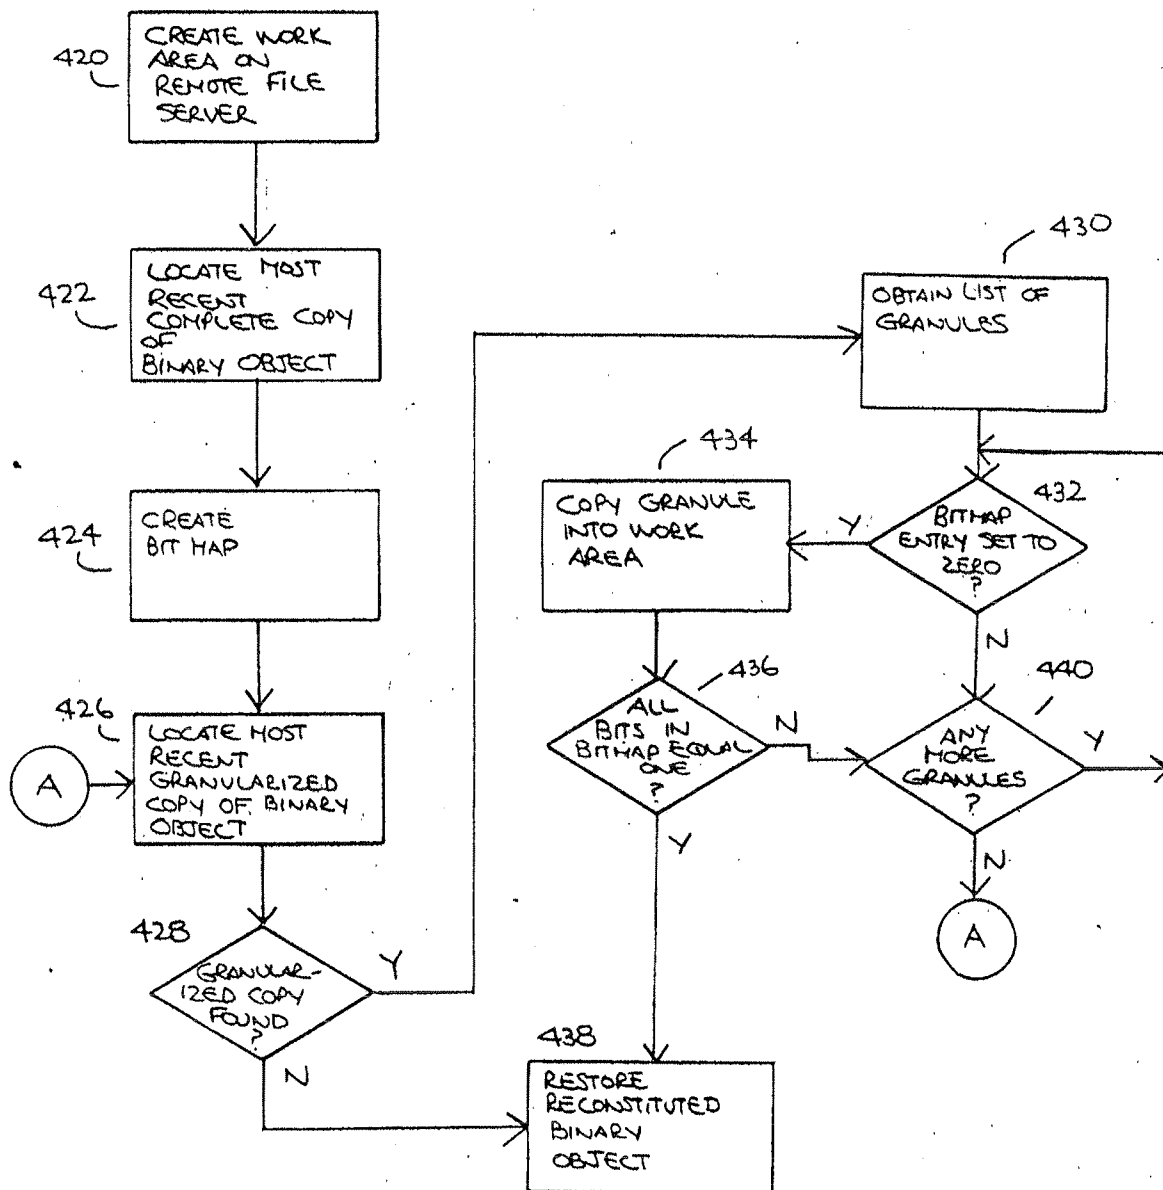 420
CREATE WORK
AREA ON
REMOTE FILE
SERVER
422
LOCATE MOST
RECENT
COMPLETE COPY
OF
BINARY OBJECT
424
CREATE
BIT MAP
426
A
LOCATE MOST
RECENT
GRANULARIZED
COPY OF BINARY
OBJECT
428
GRANULAR-
IZED COPY
FOUND
?
Y
N
430
OBTAIN LIST OF
GRANULES
432
BITMAP
ENTRY SET TO
ZERO
?
Y
N
434
COPY GRANULE
INTO WORK
AREA
436
ALL
BITS IN
BITMAP EQUAL
ONE
?
N
Y
440
ANY
MORE
GRANULES
?
Y
N
A
438
RESTORE
RECONSTITUTED
BINARY
OBJECT